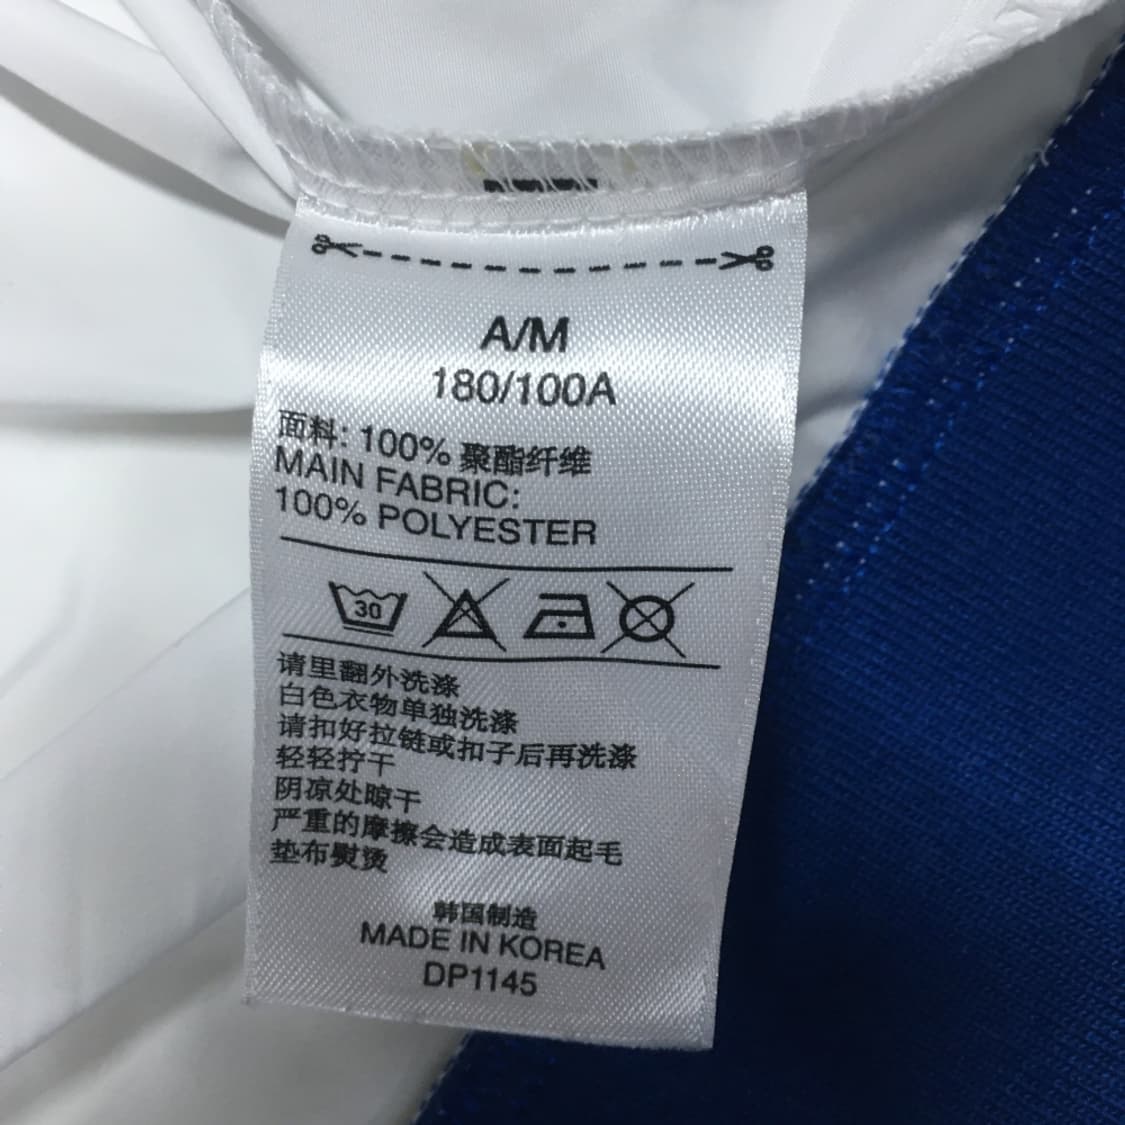 A/M
180/100A
面料: 100% 聚酯纤维
MAIN FABRIC:
100% POLYESTER
30
请里翻外洗涤
白色衣物单独洗涤
请扣好拉链或扣子后再洗涤
轻轻拧干
阴凉处晾干
严重的摩擦会造成表面起毛
垫布熨烫
韩国制造
MADE IN KOREA
DP1145